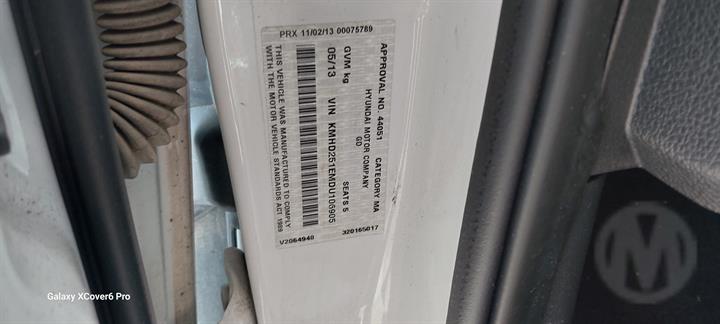 PRX 11/02/13 00075789
APPROVAL NO. 44051 CATEGORY MA
HYUNDAI MOTOR COMPANY
GD
GVM kg SEATS 5
05/13 VIN KMHD251EMDU106905
THIS VEHICLE WAS MANUFACTURED TO COMPLY
WITH THE MOTOR VEHICLE STANDARDS ACT 1989
V2064940 320165017
Galaxy XCover6 Pro
M